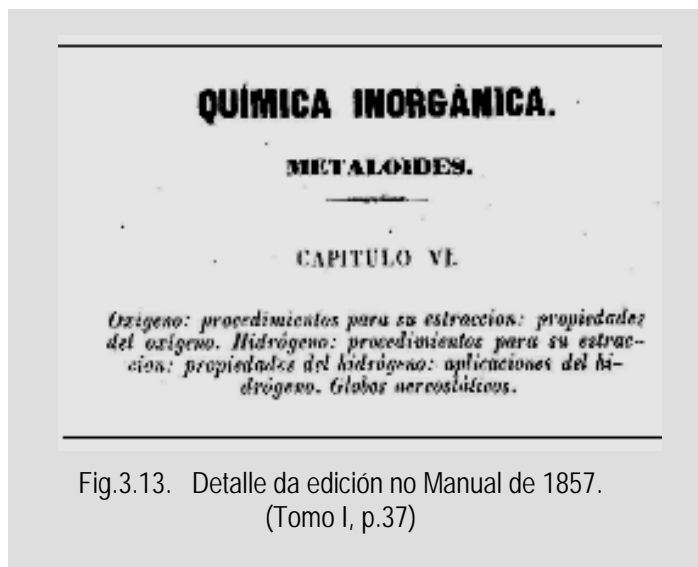 QUÍMICA INORGÁNICA.
METALOIDES.
CAPITULO VI.
Oxígeno: procedimientos para su estraccion: propiedades
del oxígeno. Hidrógeno: procedimientos para su estrac-
cion: propiedades del hidrógeno: aplicaciones del hi-
drógeno. Globos aereostáticos.
Fig.3.13. Detalle da edición no Manual de 1857.
(Tomo I, p.37)